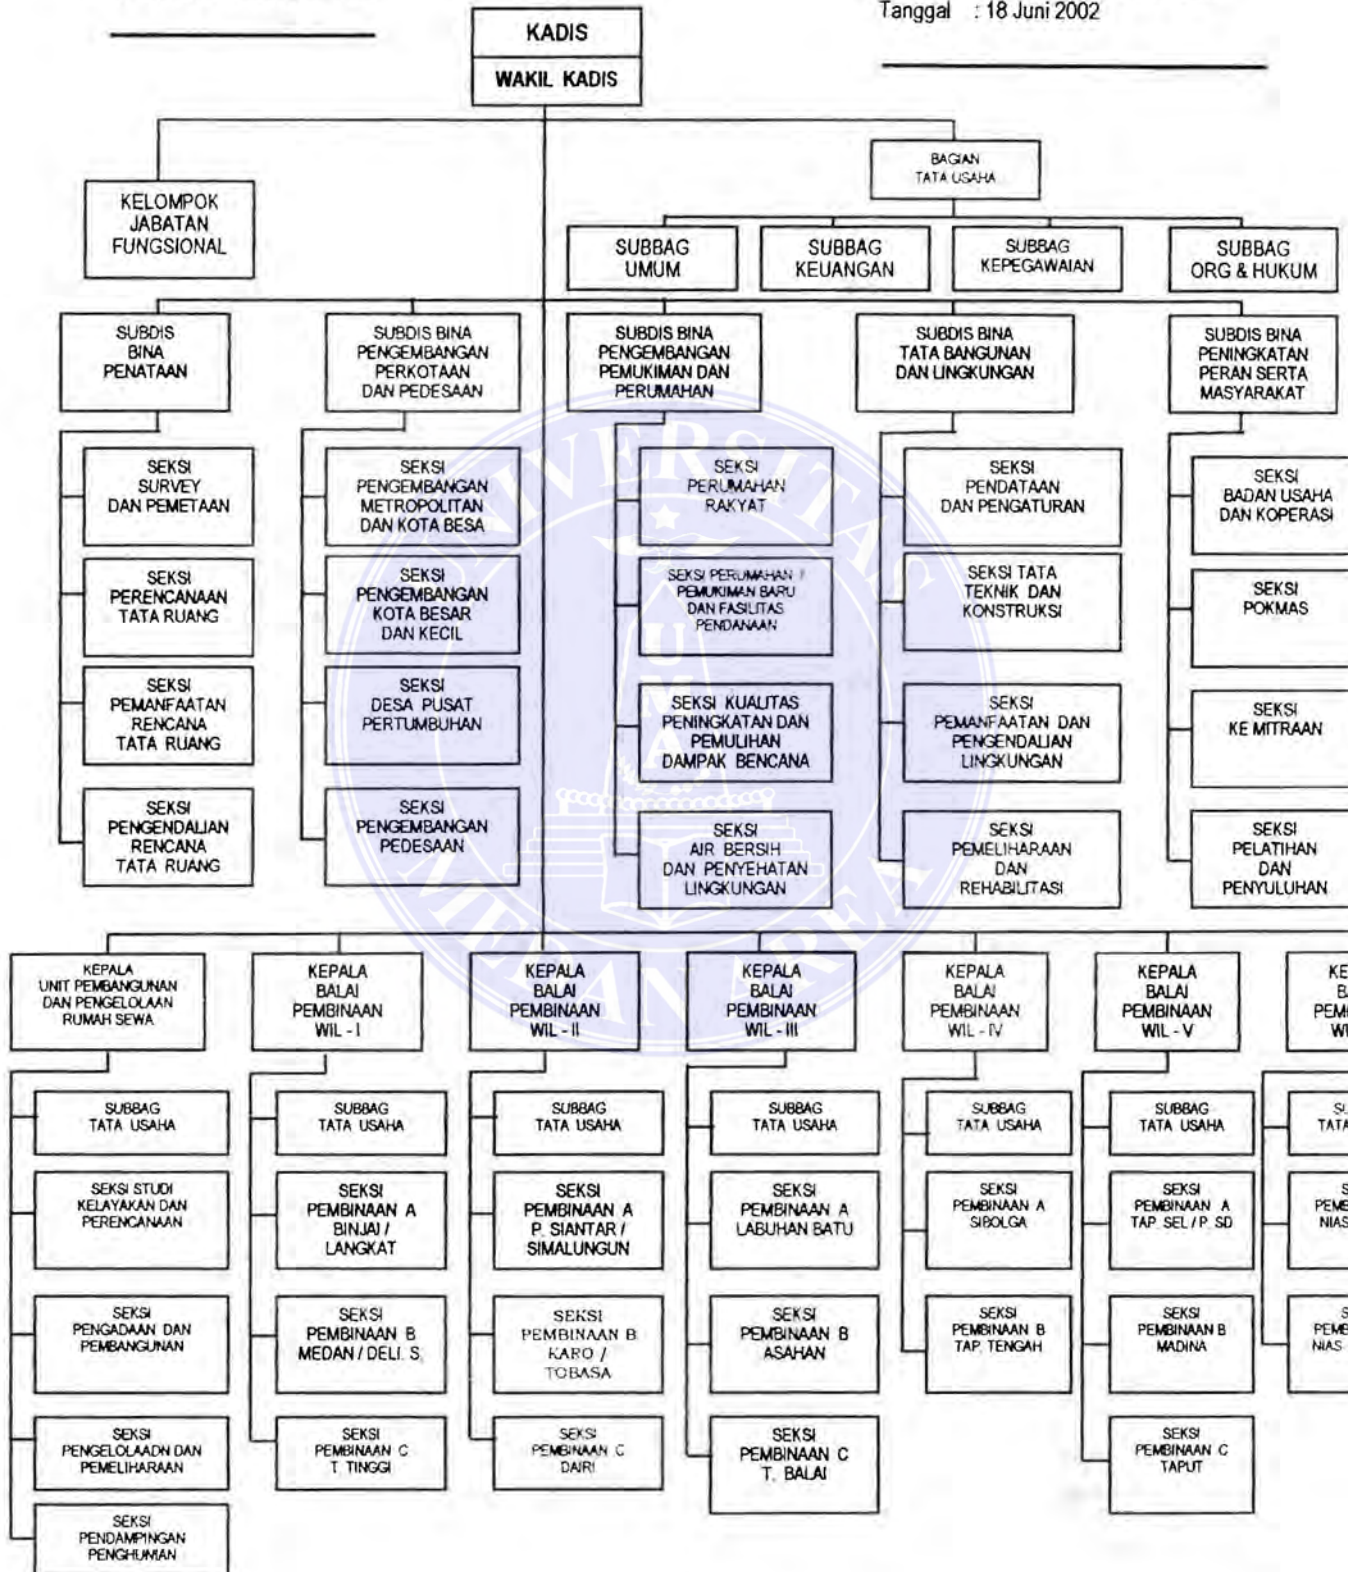 Tanggal : 18 Juni 2002
KADIS
WAKIL KADIS
BAGIAN
TATA USAHA
KELOMPOK
JABATAN
FUNGSIONAL
SUBBAG
UMUM
SUBBAG
KEUANGAN
SUBBAG
KEPEGAWAIAN
SUBBAG
ORG & HUKUM
SUBDIS
BINA
PENATAAN
SUBDIS BINA
PENGEMBANGAN
PERKOTAAN
DAN PEDESAAN
SUBDIS BINA
PENGEMBANGAN
PEMUKIMAN DAN
PERUMAHAN
SUBDIS BINA
TATA BANGUNAN
DAN LINGKUNGAN
SUBDIS BINA
PENINGKATAN
PERAN SERTA
MASYARAKAT
SEKSI
SURVEY
DAN PEMETAAN
SEKSI
PENGEMBANGAN
METROPOLITAN
DAN KOTA BESA
SEKSI
PERUMAHAN
RAKYAT
SEKSI
PENDATAAN
DAN PENGATURAN
SEKSI
BADAN USAHA
DAN KOPERASI
SEKSI
PERENCANAAN
TATA RUANG
SEKSI
PENGEMBANGAN
KOTA BESAR
DAN KECIL
SEKSI PERUMAHAN
PEMUKIMAN BARU
DAN FASILITAS
PENDANAAN
SEKSI TATA
TEKNIK DAN
KONSTRUKSI
SEKSI
POKMAS
SEKSI
PEMANFAATAN
RENCANA
TATA RUANG
SEKSI
DESA PUSAT
PERTUMBUHAN
SEKSI KUALITAS
PENINGKATAN DAN
PEMULIHAN
DAMPAK BENCANA
SEKSI
PEMANFAATAN DAN
PENGENDALIAN
LINGKUNGAN
SEKSI
KE MITRAAN
SEKSI
PENGENDALIAN
RENCANA
TATA RUANG
SEKSI
PENGEMBANGAN
PEDESAAN
SEKSI
AIR BERSIH
DAN PENYEHATAN
LINGKUNGAN
SEKSI
PEMELIHARAAN
DAN
REHABILITASI
SEKSI
PELATIHAN
DAN
PENYULUHAN
KEPALA
UNIT PEMBANGUNAN
DAN PENGELOLAAN
RUMAH SEWA
KEPALA
BALAI
PEMBINAAN
WIL - I
KEPALA
BALAI
PEMBINAAN
WIL - II
KEPALA
BALAI
PEMBINAAN
WIL - III
KEPALA
BALAI
PEMBINAAN
WIL - IV
KEPALA
BALAI
PEMBINAAN
WIL - V
SUBBAG
TATA USAHA
SUBBAG
TATA USAHA
SUBBAG
TATA USAHA
SUBBAG
TATA USAHA
SUBBAG
TATA USAHA
SUBBAG
TATA USAHA
TATA
SEKSI STUDI
KELAYAKAN DAN
PERENCANAAN
SEKSI
PEMBINAAN A
BINJAI /
LANGKAT
SEKSI
PEMBINAAN A
P. SIANTAR /
SIMALUNGUN
SEKSI
PEMBINAAN A
LABUHAN BATU
SEKSI
PEMBINAAN A
SIBOLGA
SEKSI
PEMBINAAN A
TAP. SEL / P. SD
NIAS
SEKSI
PENGADAAN DAN
PEMBANGUNAN
SEKSI
PEMBINAAN B
MEDAN / DELI. S
SEKSI
PEMBINAAN B
KARO /
TOBASA
SEKSI
PEMBINAAN B
ASAHAN
SEKSI
PEMBINAAN B
TAP. TENGAH
SEKSI
PEMBINAAN B
MADINA
NIAS
SEKSI
PENGELOLAADN DAN
PEMELIHARAAN
SEKSI
PEMBINAAN C
T. TINGGI
SEKSI
PEMBINAAN C
DAIRI
SEKSI
PEMBINAAN C
T. BALAI
SEKSI
PEMBINAAN C
TAPUT
SEKSI
PENDAMPINGAN
PENGHUNIAN
UNIVERSITAS
MEDAN AREA
UMA